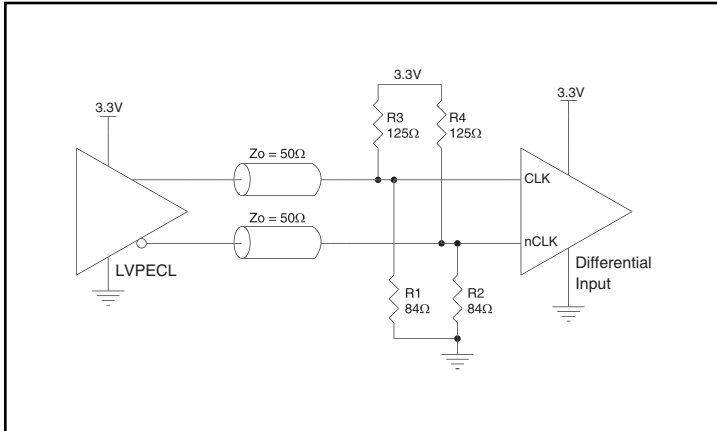 3.3V
3.3V
3.3V
R3
125Ω
R4
125Ω
Zo = 50Ω
CLK
Zo = 50Ω
nCLK
LVPECL
Differential
Input
R1
84Ω
R2
84Ω